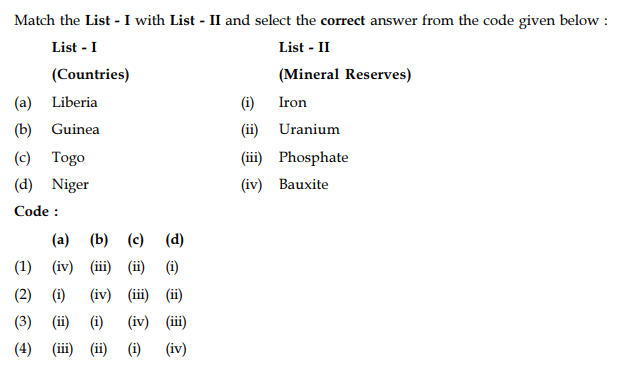 Match the List - I with List - II and select the correct answer from the code given below :
List - I List - II
(Countries) (Mineral Reserves)
(a) Liberia (i) Iron
(b) Guinea (ii) Uranium
(c) Togo (iii) Phosphate
(d) Niger (iv) Bauxite
Code :
(a) (b) (c) (d)
(1) (iv) (iii) (ii) (i)
(2) (i) (iv) (iii) (ii)
(3) (ii) (i) (iv) (iii)
(4) (iii) (ii) (i) (iv)